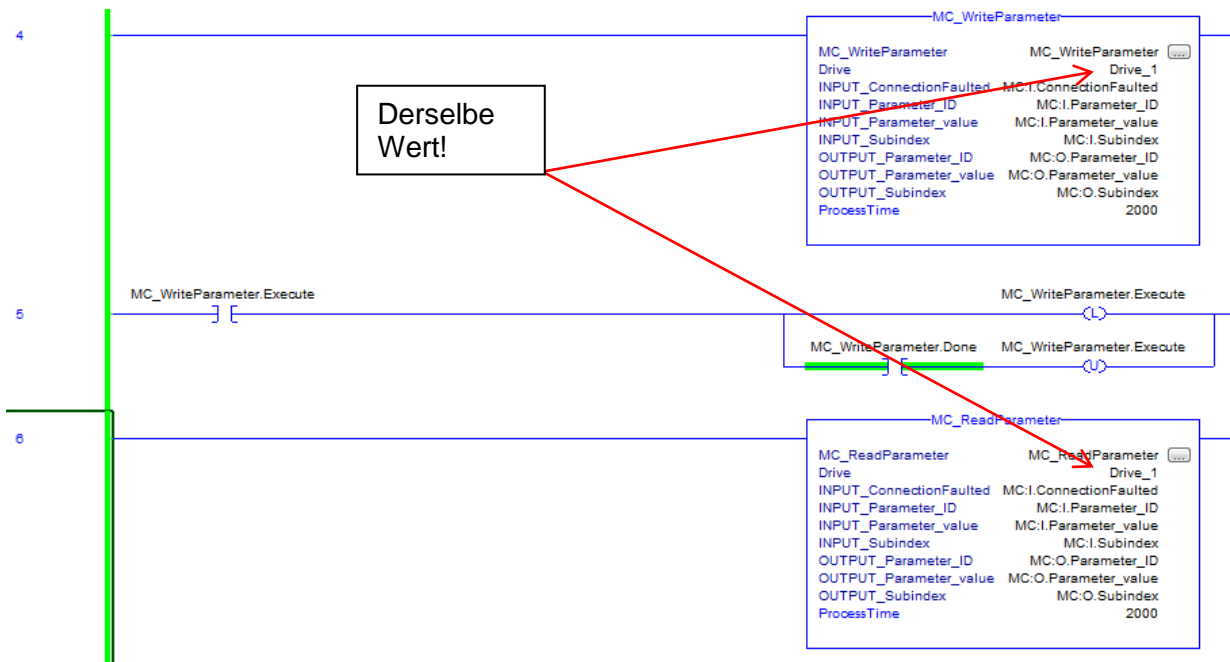 MC_WriteParameter
4
MC_WriteParameter MC_WriteParameter ...
Drive Drive_1
INPUT_ConnectionFaulted MC:I.ConnectionFaulted
INPUT_Parameter_ID MC:I.Parameter_ID
INPUT_Parameter_value MC:I.Parameter_value
INPUT_Subindex MC:I.Subindex
OUTPUT_Parameter_ID MC:O.Parameter_ID
OUTPUT_Parameter_value MC:O.Parameter_value
OUTPUT_Subindex MC:O.Subindex
ProcessTime 2000
Derselbe
Wert!
MC_WriteParameter.Execute MC_WriteParameter.Execute
5
L
MC_WriteParameter.Done MC_WriteParameter.Execute
U
MC_ReadParameter
6
MC_ReadParameter MC_ReadParameter ...
Drive Drive_1
INPUT_ConnectionFaulted MC:I.ConnectionFaulted
INPUT_Parameter_ID MC:I.Parameter_ID
INPUT_Parameter_value MC:I.Parameter_value
INPUT_Subindex MC:I.Subindex
OUTPUT_Parameter_ID MC:O.Parameter_ID
OUTPUT_Parameter_value MC:O.Parameter_value
OUTPUT_Subindex MC:O.Subindex
ProcessTime 2000